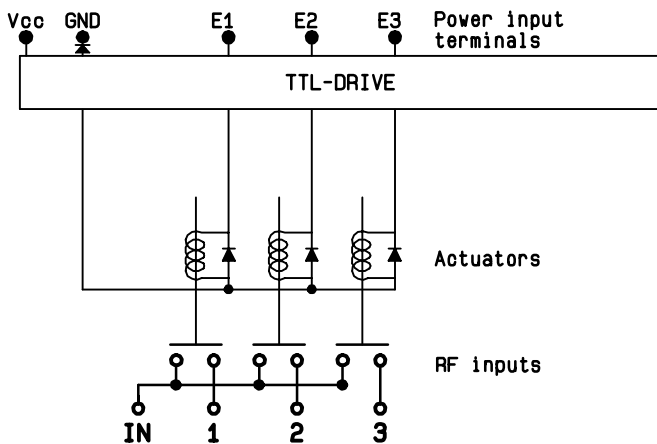 Vcc GND E1 E2 E3 Power input
terminals
TTL-DRIVE
Actuators
RF inputs
IN 1 2 3